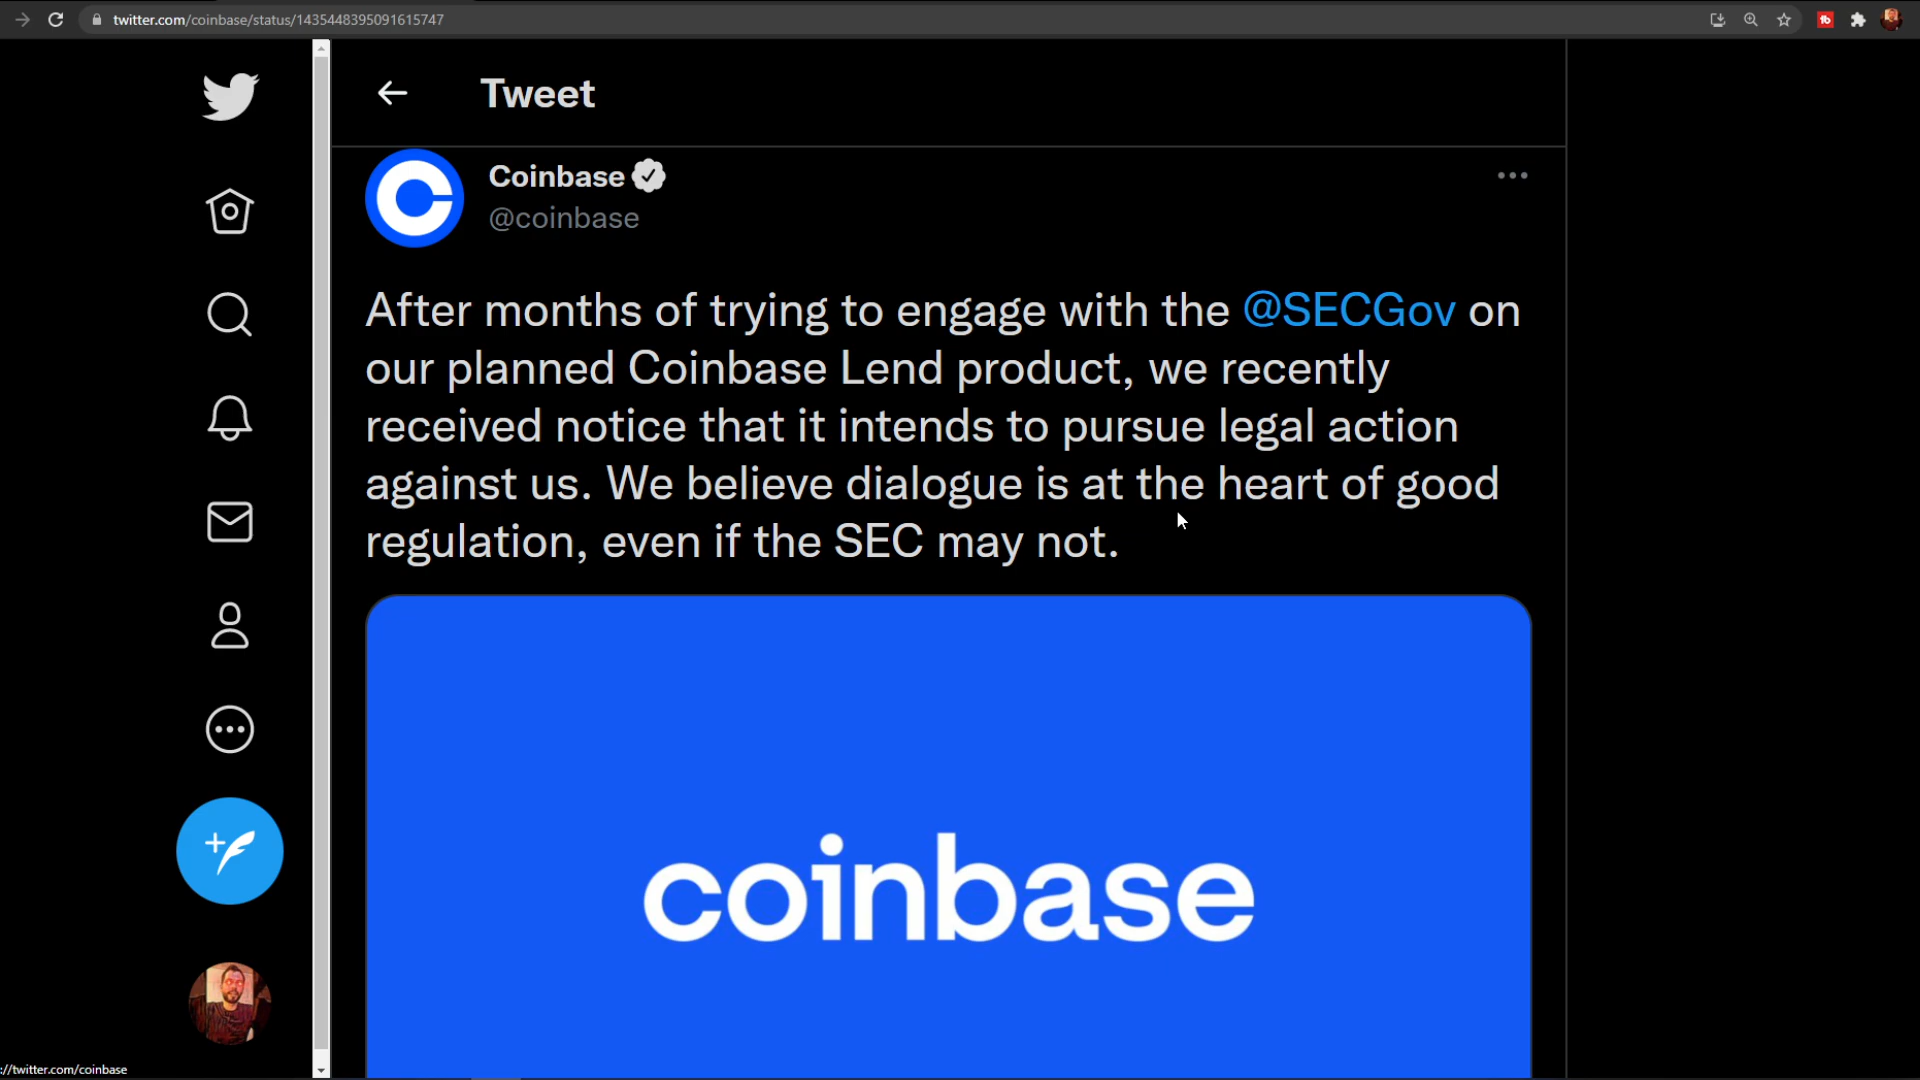 twitter.com/coinbase/status/1435448395091615747
Tweet
Coinbase
@coinbase
After months of trying to engage with the @SECGov on
our planned Coinbase Lend product, we recently
received notice that it intends to pursue legal action
against us. We believe dialogue is at the heart of good
regulation, even if the SEC may not.
coinbase
://twitter.com/coinbase